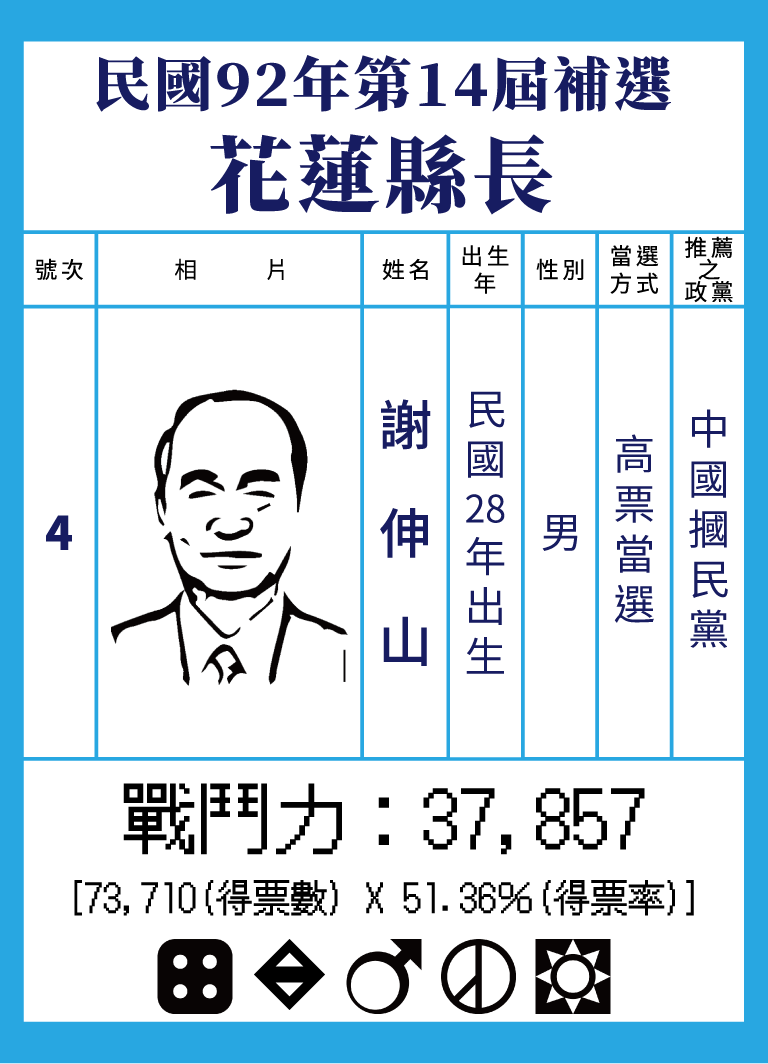 民國92年第14屆補選
花蓮縣長
號次
相片
姓名
出生年
性別
當選方式
推薦之政黨
4
謝伸山
民國28年出生
男
高票當選
中國摑民黨
戰鬥力：37,857
[73,710(得票數) X 51.36%(得票率)]